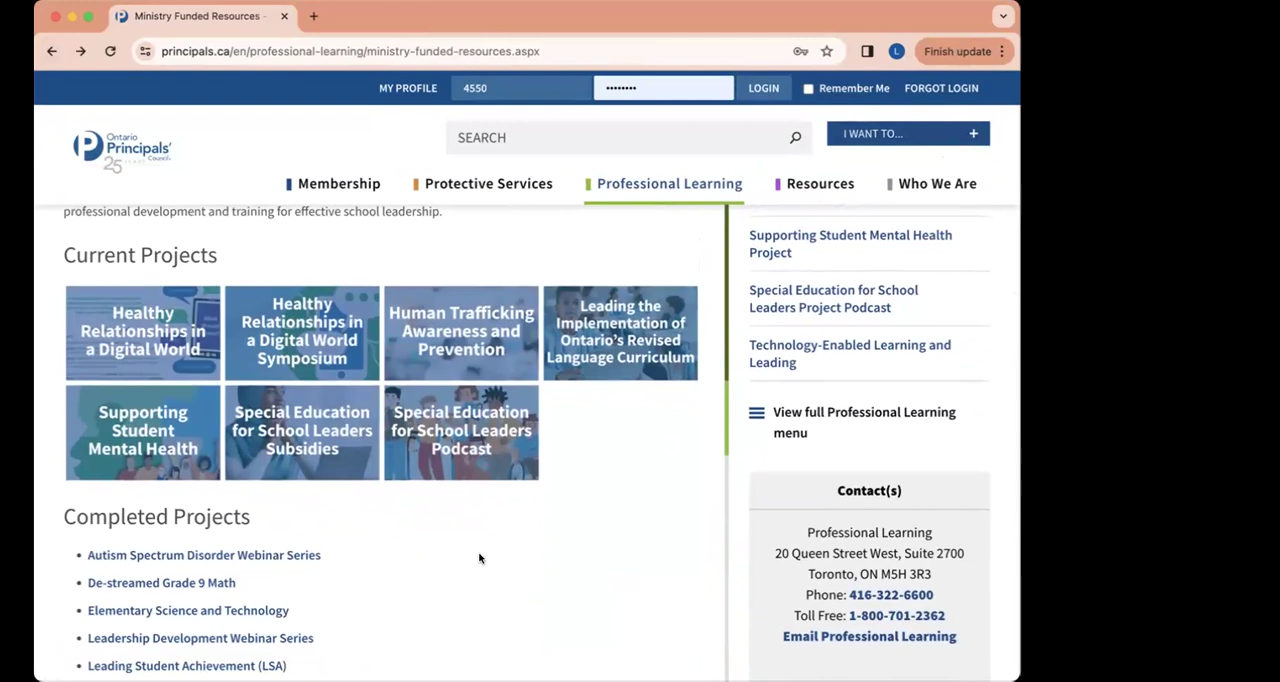 Ministry Funded Resources -
principals.ca/en/professional-learning/ministry-funded-resources.aspx
Finish update
L
MY PROFILE
4550
••••••••
LOGIN
Remember Me
FORGOT LOGIN
Ontario
Principals'
Council
25
SEARCH
I WANT TO...
+
Membership
Protective Services
Professional Learning
Resources
Who We Are
professional development and training for effective school leadership.
Current Projects
Healthy
Relationships in
a Digital World
Healthy
Relationships in
a Digital World
Symposium
Human Trafficking
Awareness and
Prevention
Leading the
Implementation of
Ontario's Revised
Language Curriculum
Supporting
Student
Mental Health
Special Education
for School Leaders
Subsidies
Special Education
for School Leaders
Podcast
Completed Projects
• Autism Spectrum Disorder Webinar Series
• De-streamed Grade 9 Math
• Elementary Science and Technology
• Leadership Development Webinar Series
• Leading Student Achievement (LSA)
Supporting Student Mental Health
Project
Special Education for School
Leaders Project Podcast
Technology-Enabled Learning and
Leading
View full Professional Learning
menu
Contact(s)
Professional Learning
20 Queen Street West, Suite 2700
Toronto, ON M5H 3R3
Phone: 416-322-6600
Toll Free: 1-800-701-2362
Email Professional Learning